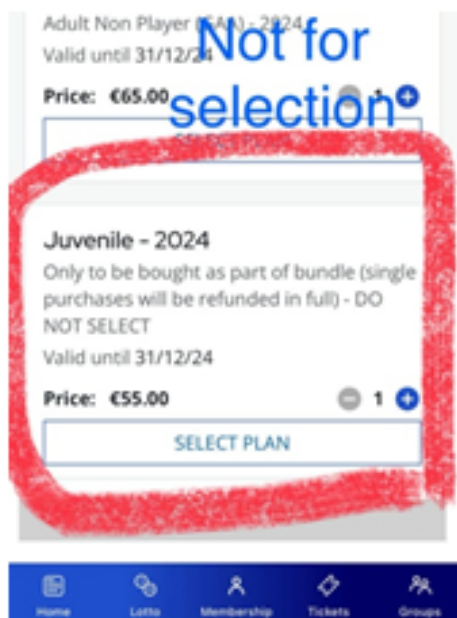 Adult Non Player (GAA) - 2024
Valid until 31/12/24
Not for
selection
Price: €65.00
1
Juvenile - 2024
Only to be bought as part of bundle (single
purchases will be refunded in full) - DO
NOT SELECT
Valid until 31/12/24
Price: €55.00
1
SELECT PLAN
Home
Lotto
Membership
Tickets
Groups